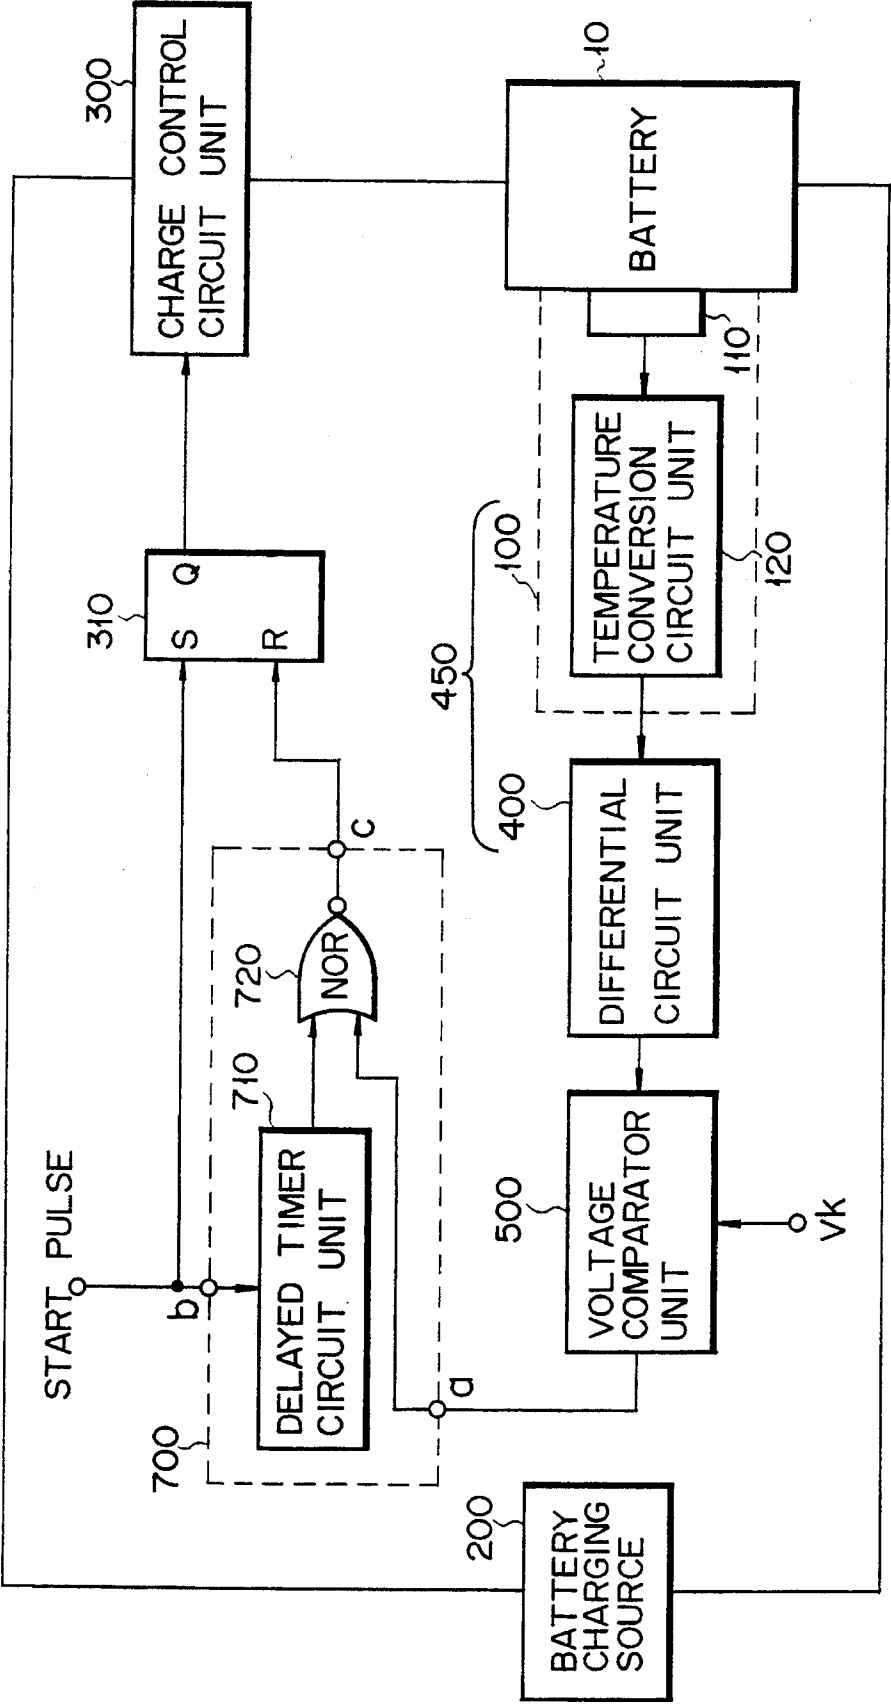 START PULSE
b
700
DELAYED TIMER
CIRCUIT UNIT
710
720
NOR
a
c
310
S Q
R
300
CHARGE CONTROL
CIRCUIT UNIT
200
BATTERY
CHARGING
SOURCE
500
VOLTAGE
COMPARATOR
UNIT
Vk
450
400
DIFFERENTIAL
CIRCUIT UNIT
100
TEMPERATURE
CONVERSION
CIRCUIT UNIT
120
110
BATTERY
10